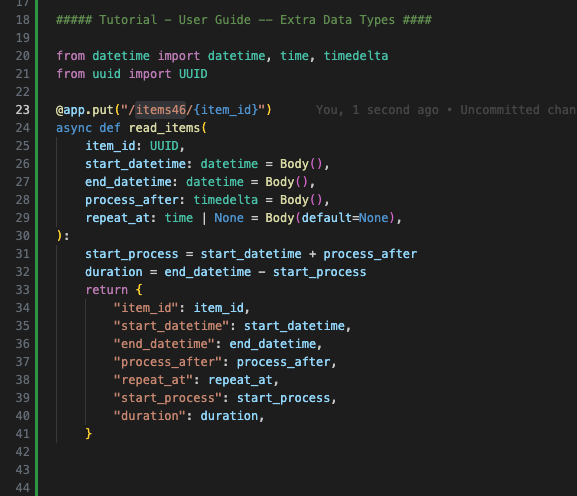 17
18 ##### Tutorial - User Guide -- Extra Data Types ####
19
20 from datetime import datetime, time, timedelta
21 from uuid import UUID
22
23 @app.put("/items46/{item_id}") You, 1 second ago • Uncommitted chan
24 async def read_items(
25     item_id: UUID,
26     start_datetime: datetime = Body(),
27     end_datetime: datetime = Body(),
28     process_after: timedelta = Body(),
29     repeat_at: time | None = Body(default=None),
30 ):
31     start_process = start_datetime + process_after
32     duration = end_datetime - start_process
33     return {
34         "item_id": item_id,
35         "start_datetime": start_datetime,
36         "end_datetime": end_datetime,
37         "process_after": process_after,
38         "repeat_at": repeat_at,
39         "start_process": start_process,
40         "duration": duration,
41     }
42
43
44